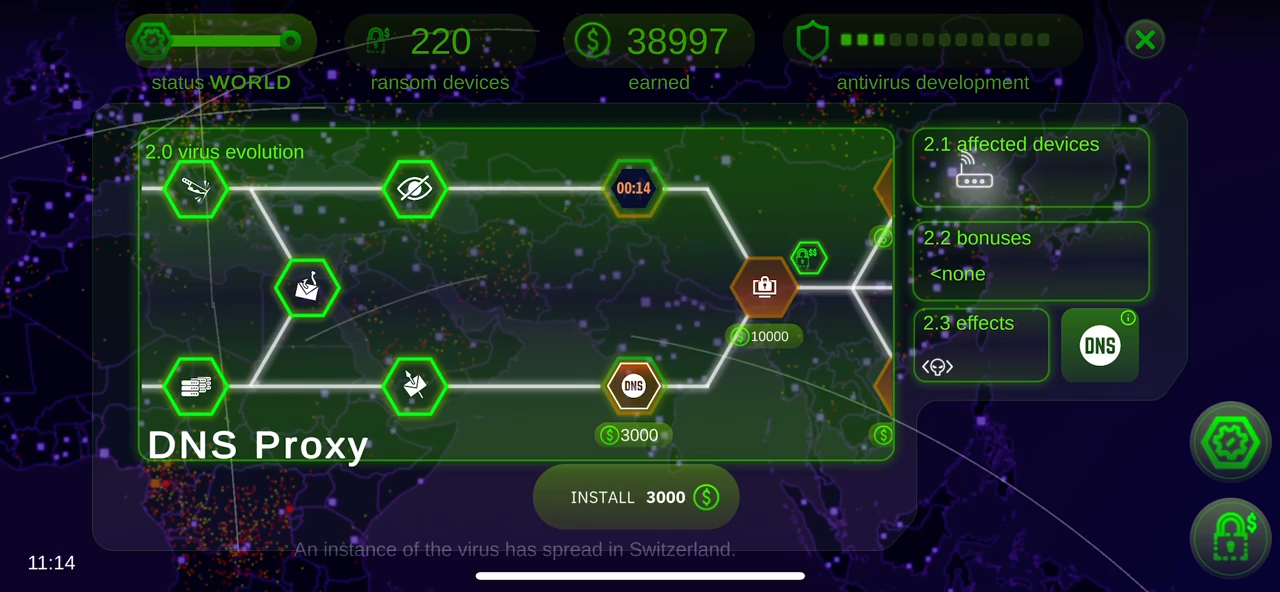 220
38997
status WORLD
ransom devices
earned
antivirus development
2.0 virus evolution
00:14
$$
10000
DNS
3000
DNS Proxy
2.1 affected devices
2.2 bonuses
<none
2.3 effects
DNS
INSTALL 3000
An instance of the virus has spread in Switzerland.
11:14